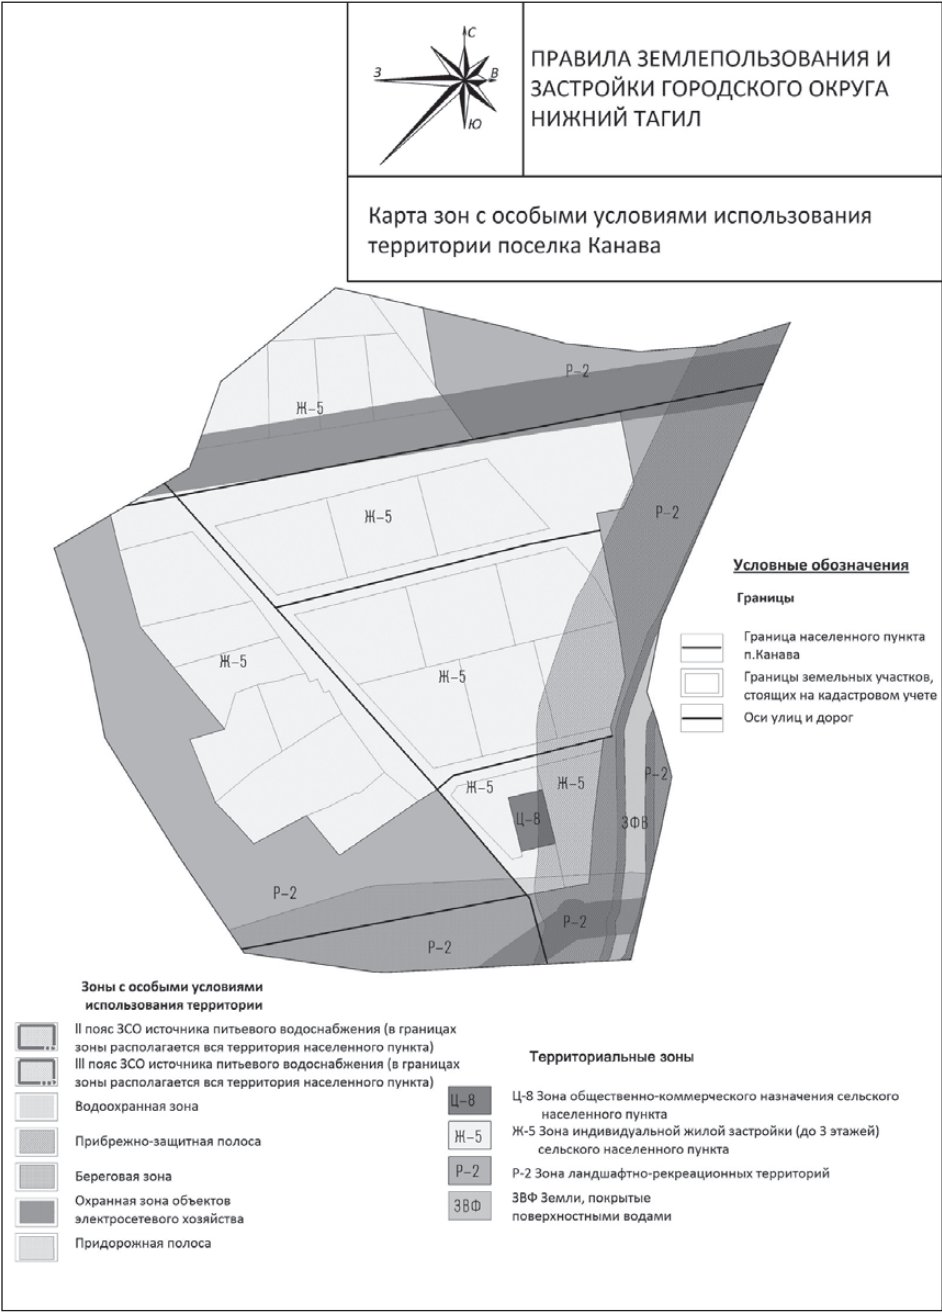 С
З
В
Ю
ПРАВИЛА ЗЕМЛЕПОЛЬЗОВАНИЯ И
ЗАСТРОЙКИ ГОРОДСКОГО ОКРУГА
НИЖНИЙ ТАГИЛ
Карта зон с особыми условиями использования
территории поселка Канава
Р-2
Ж-5
Ж-5
Р-2
Ж-5
Ж-5
Ж-5
Ж-5
Р-2
Ц-8
ЗФВ
Р-2
Р-2
Р-2
Условные обозначения
Границы
Граница населенного пункта
п.Канава
Границы земельных участков,
стоящих на кадастровом учете
Оси улиц и дорог
Зоны с особыми условиями
использования территории
II пояс ЗСО источника питьевого водоснабжения (в границах
зоны располагается вся территория населенного пункта)
III пояс ЗСО источника питьевого водоснабжения (в границах
зоны располагается вся территория населенного пункта)
Водоохранная зона
Прибрежно-защитная полоса
Береговая зона
Охранная зона объектов
электросетевого хозяйства
Придорожная полоса
Территориальные зоны
Ц-8
Ц-8 Зона общественно-коммерческого назначения сельского
населенного пункта
Ж-5
Ж-5 Зона индивидуальной жилой застройки (до 3 этажей)
сельского населенного пункта
Р-2
Р-2 Зона ландшафтно-рекреационных территорий
ЗВФ
ЗВФ Земли, покрытые
поверхностными водами